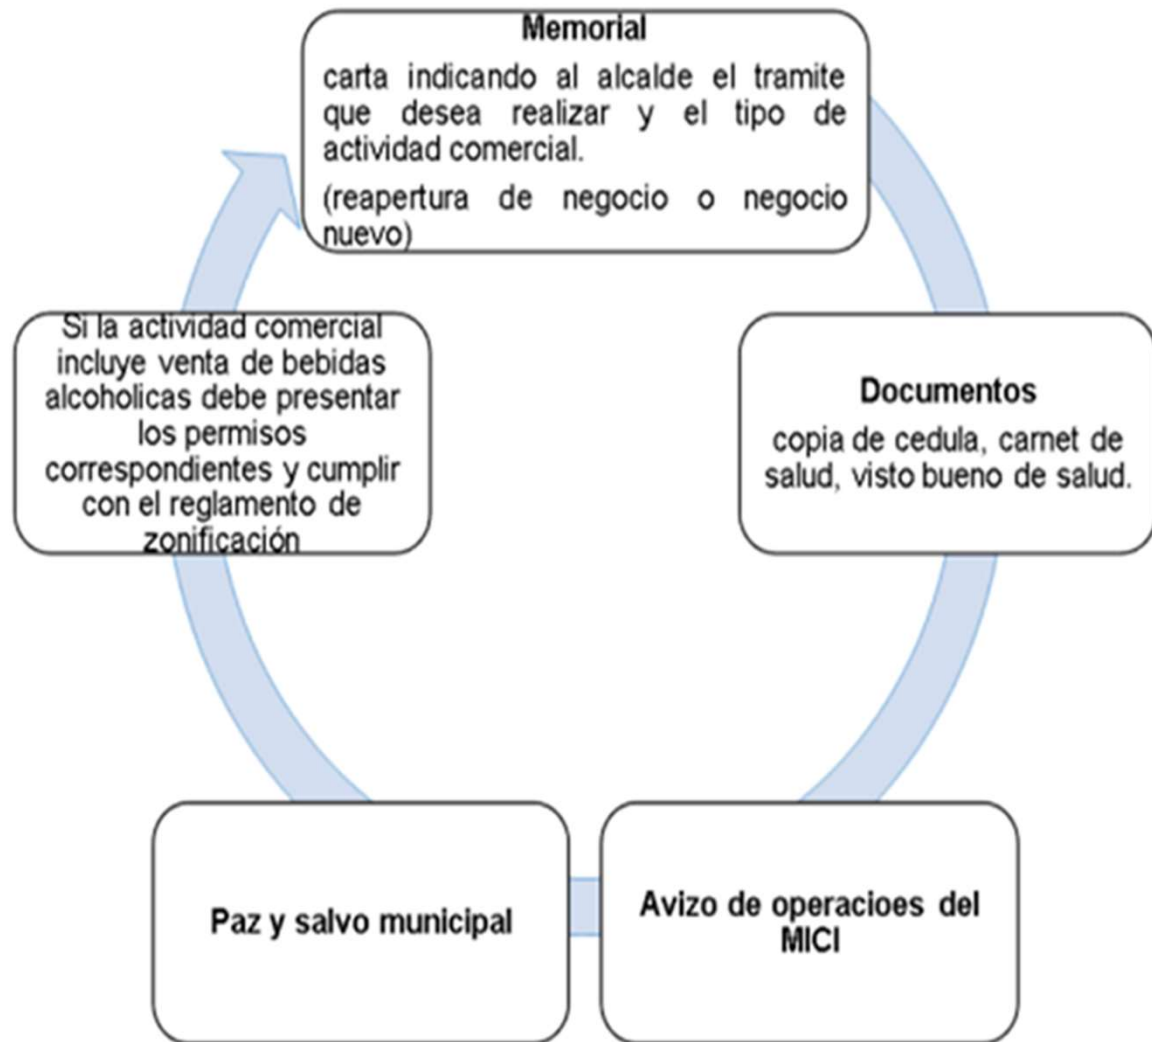 Memorial
carta indicando al alcalde el tramite
que desea realizar y el tipo de
actividad comercial.
(reapertura de negocio o negocio
nuevo)
Documentos
copia de cedula, carnet de
salud, visto bueno de salud.
Avizo de operacioes del
MICI
Paz y salvo municipal
Si la actividad comercial
incluye venta de bebidas
alcoholicas debe presentar
los permisos
correspondientes y cumplir
con el reglamento de
zonificación